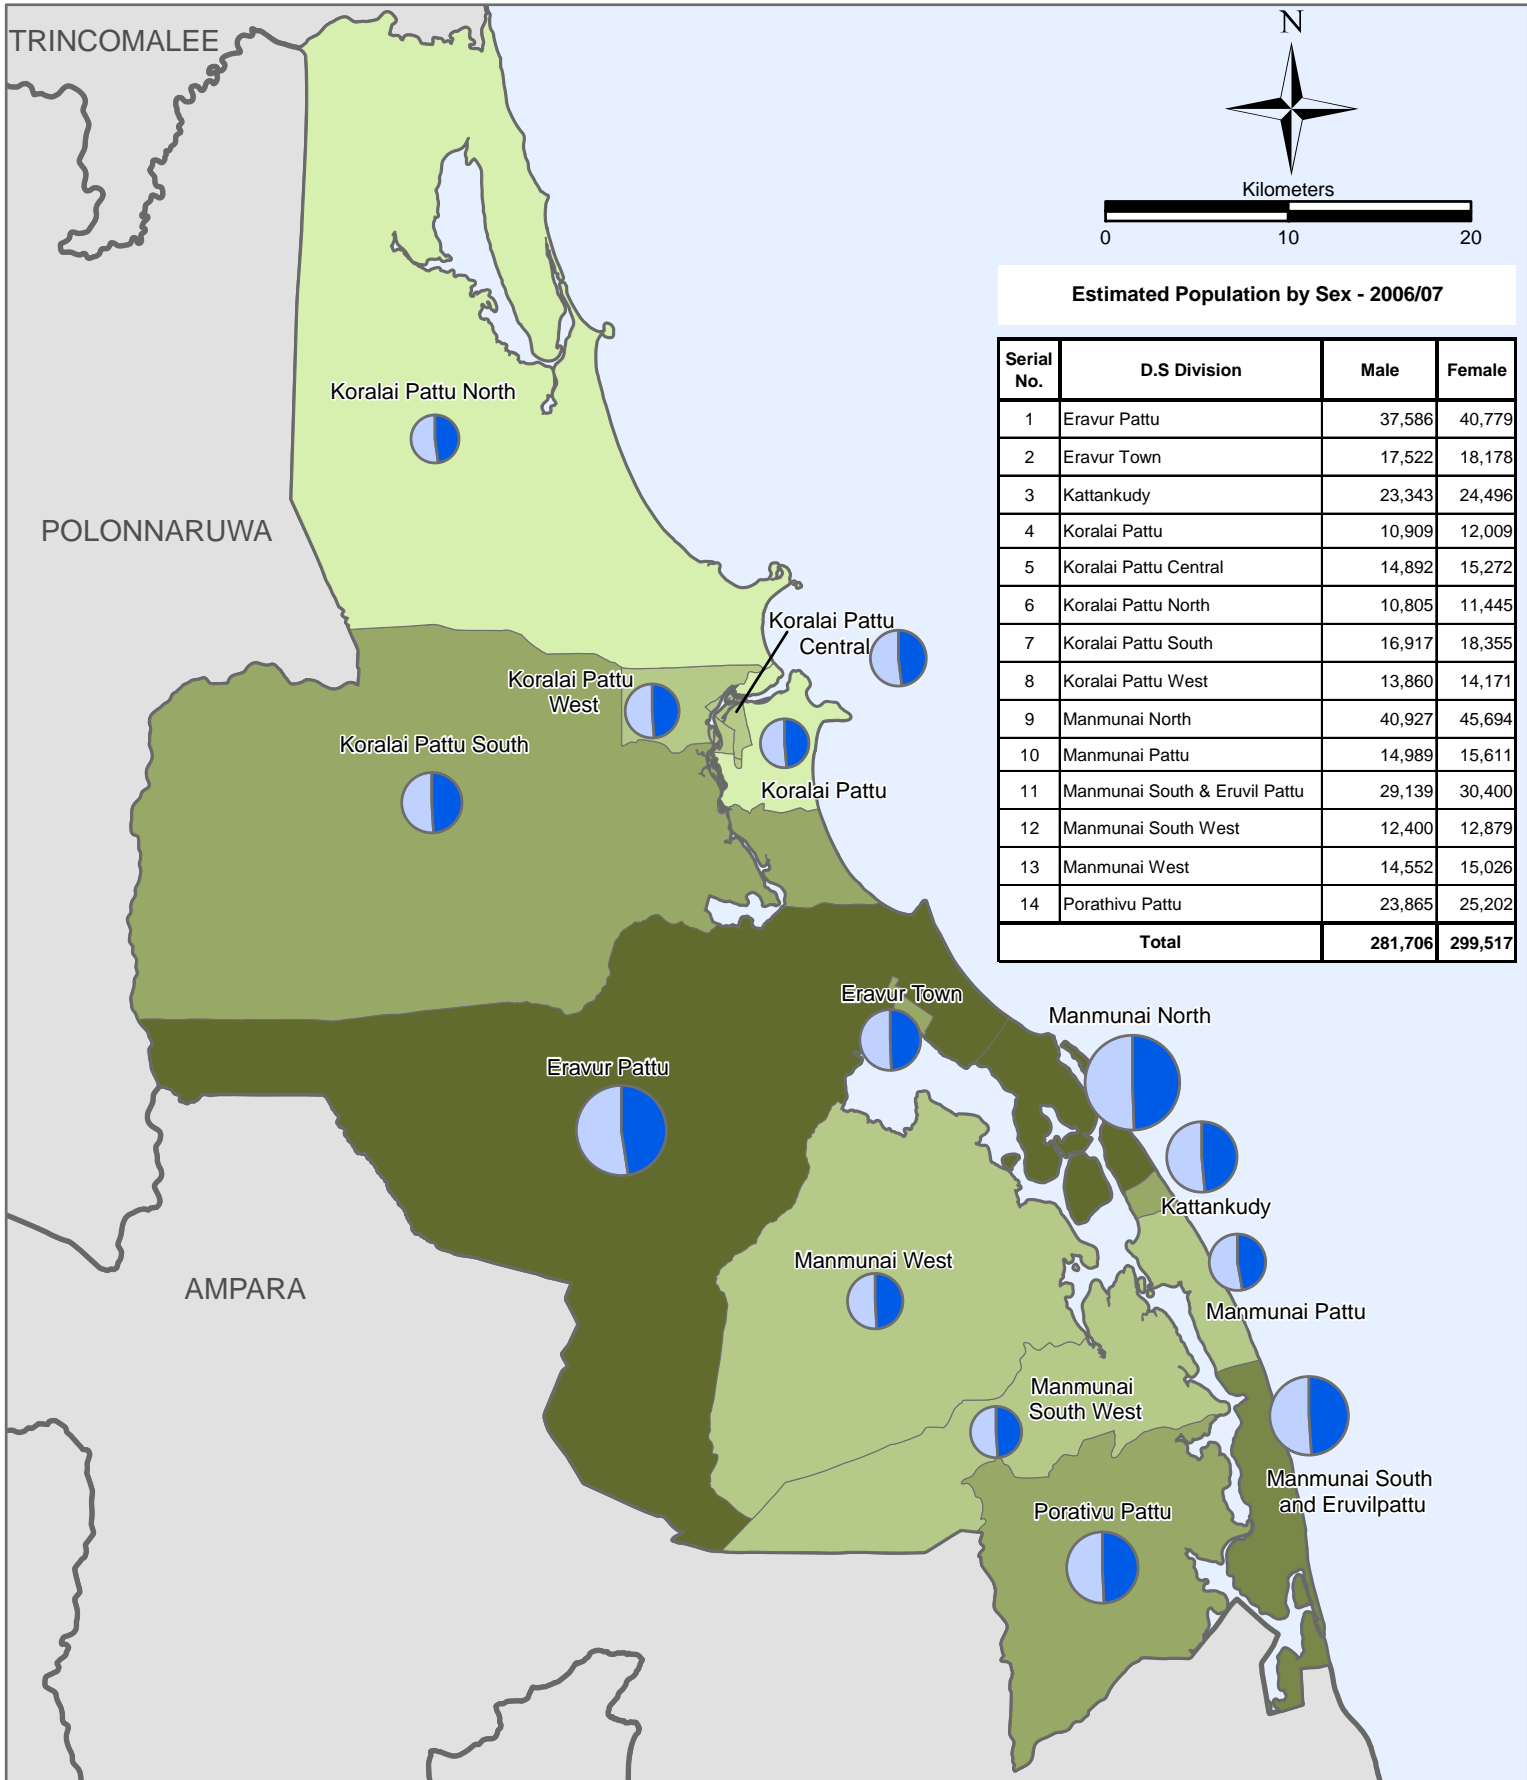 TRINCOMALEE
N
Kilometers
0 10 20
Estimated Population by Sex - 2006/07
Serial No. D.S Division Male Female
1 Eravur Pattu 37,586 40,779
2 Eravur Town 17,522 18,178
3 Kattankudy 23,343 24,496
4 Koralai Pattu 10,909 12,009
5 Koralai Pattu Central 14,892 15,272
6 Koralai Pattu North 10,805 11,445
7 Koralai Pattu South 16,917 18,355
8 Koralai Pattu West 13,860 14,171
9 Manmunai North 40,927 45,694
10 Manmunai Pattu 14,989 15,611
11 Manmunai South & Eruvil Pattu 29,139 30,400
12 Manmunai South West 12,400 12,879
13 Manmunai West 14,552 15,026
14 Porathivu Pattu 23,865 25,202
Total 281,706 299,517
Koralai Pattu North
POLONNARUWA
Koralai Pattu
Central
Koralai Pattu
West
Koralai Pattu South
Koralai Pattu
Eravur Town
Manmunai North
Eravur Pattu
Kattankudy
Manmunai West
AMPARA
Manmunai Pattu
Manmunai
South West
Manmunai South
and Eruvilpattu
Porativu Pattu